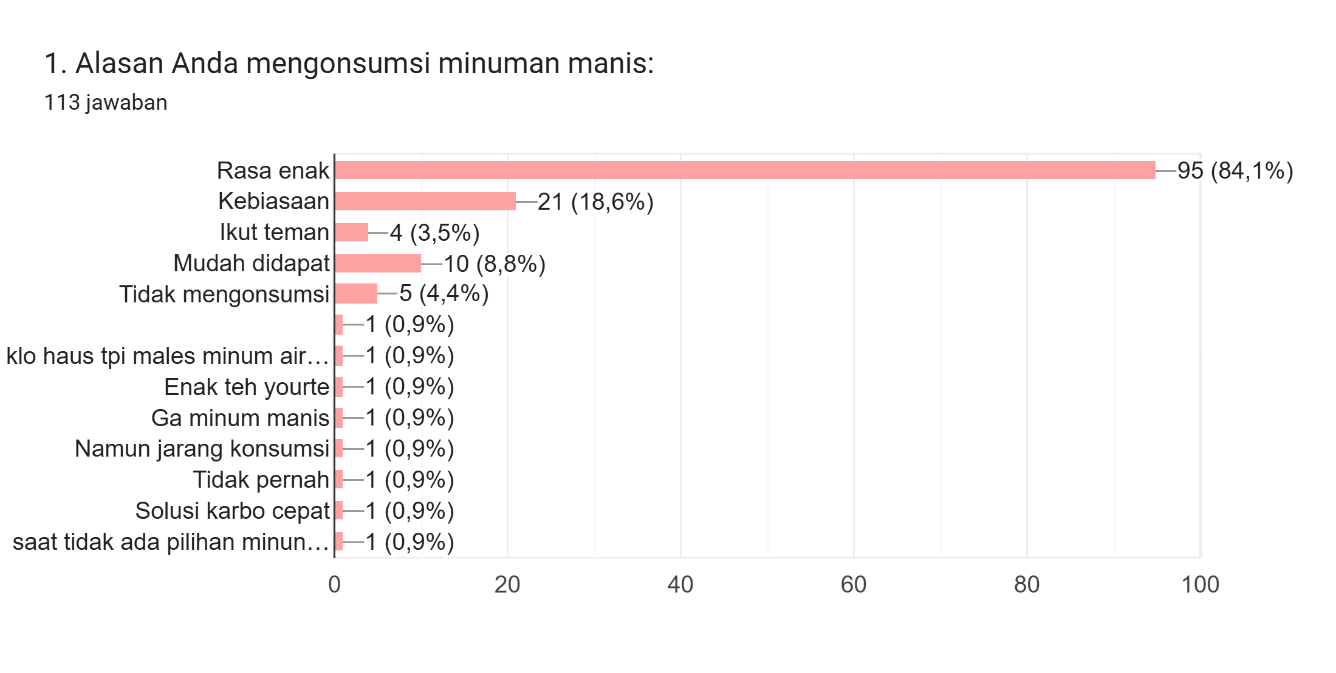 1. Alasan Anda mengonsumsi minuman manis:
113 jawaban
Rasa enak 95 (84,1%)
Kebiasaan 21 (18,6%)
Ikut teman 4 (3,5%)
Mudah didapat 10 (8,8%)
Tidak mengonsumsi 5 (4,4%)
1 (0,9%)
klo haus tpi males minum air… 1 (0,9%)
Enak teh yourte 1 (0,9%)
Ga minum manis 1 (0,9%)
Namun jarang konsumsi 1 (0,9%)
Tidak pernah 1 (0,9%)
Solusi karbo cepat 1 (0,9%)
saat tidak ada pilihan minun… 1 (0,9%)
0 20 40 60 80 100